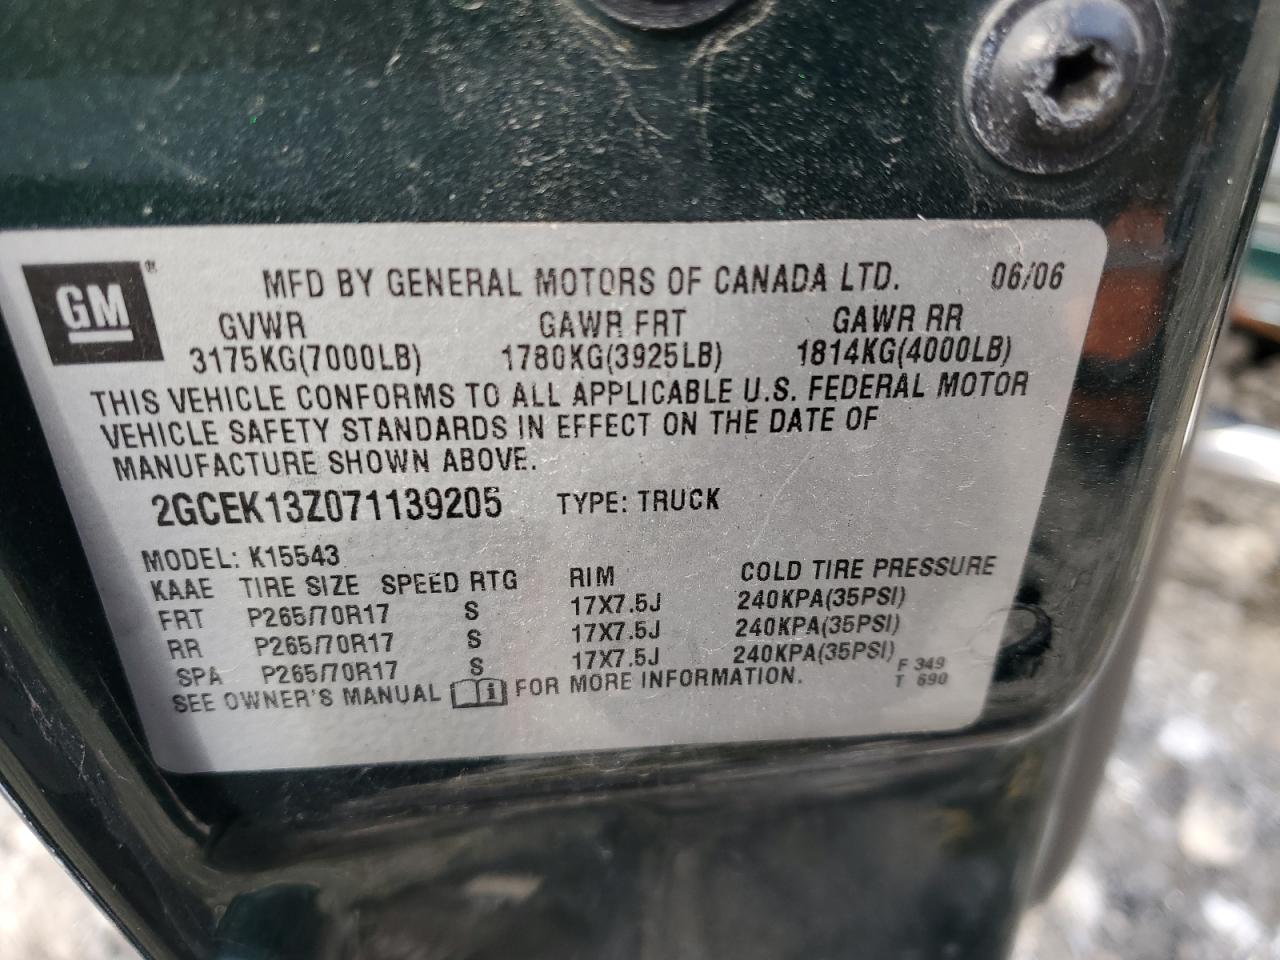 GM ®
MFD BY GENERAL MOTORS OF CANADA LTD. 06/06
GVWR GAWR FRT GAWR RR
3175KG(7000LB) 1780KG(3925LB) 1814KG(4000LB)
THIS VEHICLE CONFORMS TO ALL APPLICABLE U.S. FEDERAL MOTOR
VEHICLE SAFETY STANDARDS IN EFFECT ON THE DATE OF
MANUFACTURE SHOWN ABOVE.
2GCEK13Z071139205 TYPE: TRUCK
MODEL: K15543
KAAE TIRE SIZE SPEED RTG RIM COLD TIRE PRESSURE
FRT P265/70R17 S 17X7.5J 240KPA(35PSI)
RR P265/70R17 S 17X7.5J 240KPA(35PSI)
SPA P265/70R17 S 17X7.5J 240KPA(35PSI)
SEE OWNER'S MANUAL FOR MORE INFORMATION.
F 349
T 690